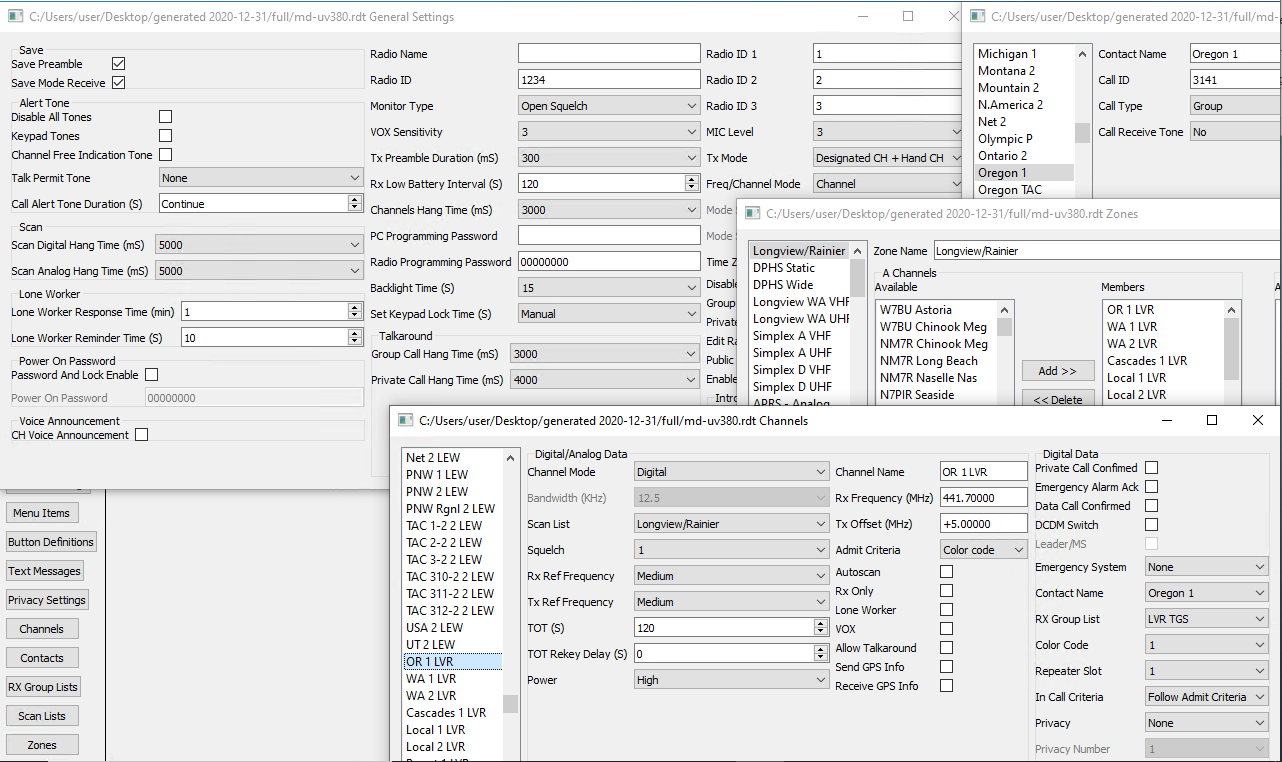 C:/Users/user/Desktop/generated 2020-12-31/full/md-uv380.rdt General Settings
Save
Save Preamble
Save Mode Receive
Alert Tone
Disable All Tones
Keypad Tones
Channel Free Indication Tone
Talk Permit Tone None
Call Alert Tone Duration (S) Continue
Scan
Scan Digital Hang Time (mS) 5000
Scan Analog Hang Time (mS) 5000
Lone Worker
Lone Worker Response Time (min) 1
Lone Worker Reminder Time (S) 10
Power On Password
Password And Lock Enable
Power On Password 00000000
Voice Announcement
CH Voice Announcement
Radio Name
Radio ID 1234
Monitor Type Open Squelch
VOX Sensitivity 3
Tx Preamble Duration (mS) 300
Rx Low Battery Interval (S) 120
Channels Hang Time (mS) 3000
PC Programming Password
Radio Programming Password 00000000
Backlight Time (S) 15
Set Keypad Lock Time (S) Manual
Talkaround
Group Call Hang Time (mS) 3000
Private Call Hang Time (mS) 4000
Radio ID 1 1
Radio ID 2 2
Radio ID 3 3
MIC Level 3
Tx Mode Designated CH + Hand CH
Freq/Channel Mode Channel
Mode S
Mode S
Time Z
Disable
Group
Private
Edit Ra
Public
Enable
Intro
C:/Users/user/Desktop/generated 2020-12-31/full/md-
Michigan 1
Montana 2
Mountain 2
N.America 2
Net 2
Olympic P
Ontario 2
Oregon 1
Oregon TAC
Contact Name Oregon 1
Call ID 3141
Call Type Group
Call Receive Tone No
C:/Users/user/Desktop/generated 2020-12-31/full/md-uv380.rdt Zones
Longview/Rainier
DPHS Static
DPHS Wide
Longview WA VHF
Longview WA UHF
Simplex A VHF
Simplex A UHF
Simplex D VHF
Simplex D UHF
APRS - Analog
Zone Name Longview/Rainier
A Channels
Available
W7BU Astoria
W7BU Chinook Meg
NM7R Chinook Meg
NM7R Long Beach
NM7R Naselle Nas
N7PIR Seaside
Add >>
<< Delete
Members
OR 1 LVR
WA 1 LVR
WA 2 LVR
Cascades 1 LVR
Local 1 LVR
Local 2 LVR
Menu Items
Button Definitions
Text Messages
Privacy Settings
Channels
Contacts
RX Group Lists
Scan Lists
Zones
C:/Users/user/Desktop/generated 2020-12-31/full/md-uv380.rdt Channels
Net 2 LEW
PNW 1 LEW
PNW 2 LEW
PNW Rgnl 2 LEW
TAC 1-2 2 LEW
TAC 2-2 2 LEW
TAC 3-2 2 LEW
TAC 310-2 2 LEW
TAC 311-2 2 LEW
TAC 312-2 2 LEW
USA 2 LEW
UT 2 LEW
OR 1 LVR
WA 1 LVR
WA 2 LVR
Cascades 1 LVR
Local 1 LVR
Local 2 LVR
Digital/Analog Data
Channel Mode Digital
Bandwidth (KHz) 12.5
Scan List Longview/Rainier
Squelch 1
Rx Ref Frequency Medium
Tx Ref Frequency Medium
TOT (S) 120
TOT Rekey Delay (S) 0
Power High
Channel Name OR 1 LVR
Rx Frequency (MHz) 441.70000
Tx Offset (MHz) +5.00000
Admit Criteria Color code
Autoscan
Rx Only
Lone Worker
VOX
Allow Talkaround
Send GPS Info
Receive GPS Info
Digital Data
Private Call Confimed
Emergency Alarm Ack
Data Call Confirmed
DCDM Switch
Leader/MS
Emergency System None
Contact Name Oregon 1
RX Group List LVR TGS
Color Code 1
Repeater Slot 1
In Call Criteria Follow Admit Criteria
Privacy None
Privacy Number 1